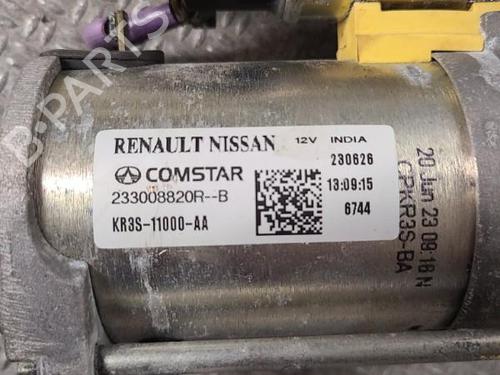 RENAULT NISSAN 12V INDIA
COMSTAR 230626
233008820R--B 13:09:15
KR3S-11000-AA 6744
20 Jun 23 09:18 N
CPKR3S-BA
B-PARTS